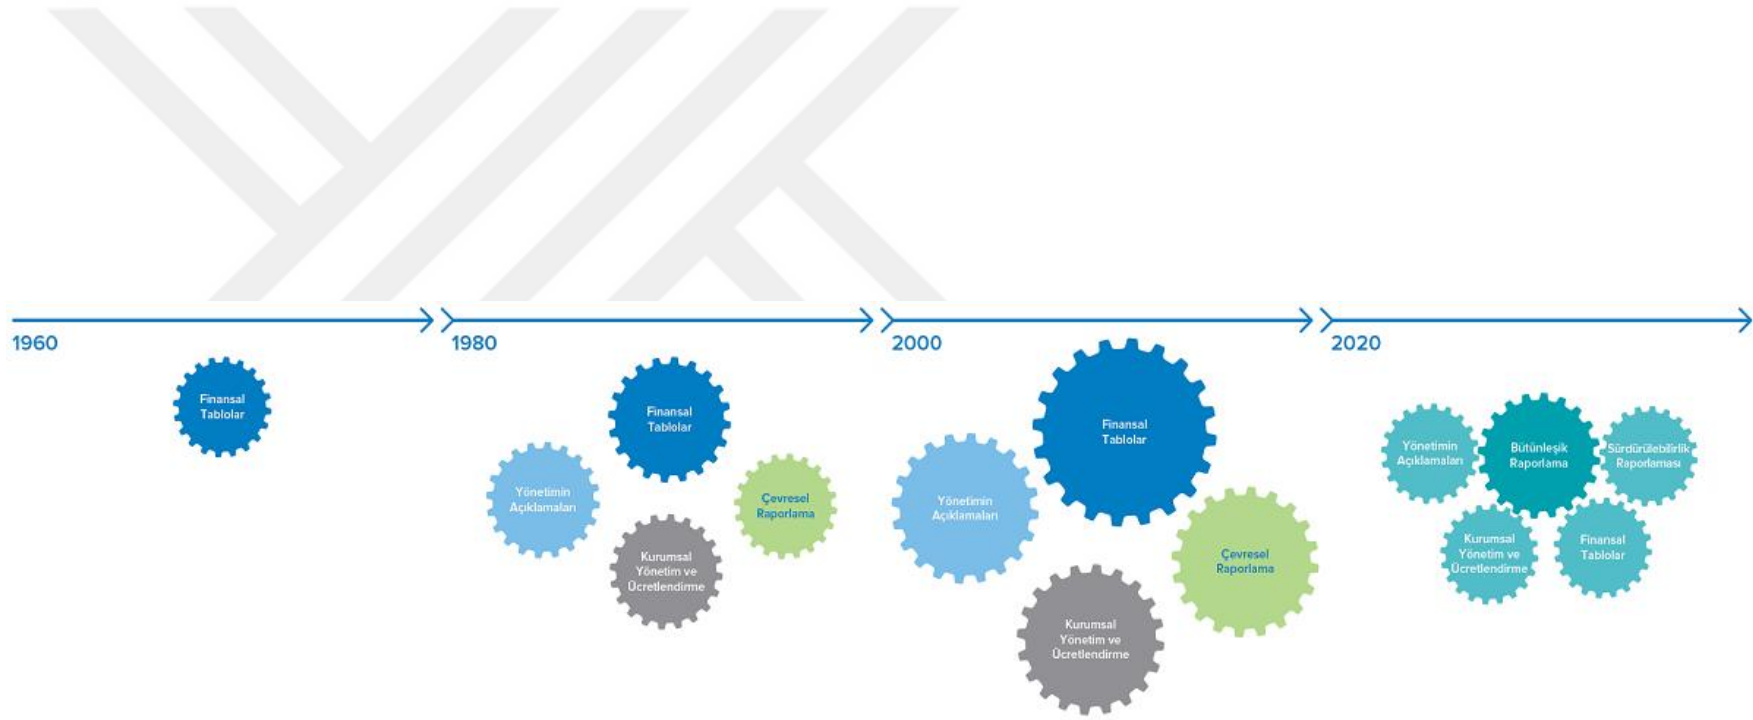 1960
Finansal
Tablolar
1980
Finansal
Tablolar
Yönetimin
Açıklamaları
Çevresel
Raporlama
Kurumsal
Yönetim ve
Ücretlendirme
2000
Finansal
Tablolar
Yönetimin
Açıklamaları
Çevresel
Raporlama
Kurumsal
Yönetim ve
Ücretlendirme
2020
Yönetimin
Açıklamaları
Bütünleşik
Raporlama
Sürdürülebilirlik
Raporlaması
Kurumsal
Yönetim ve
Ücretlendirme
Finansal
Tablolar